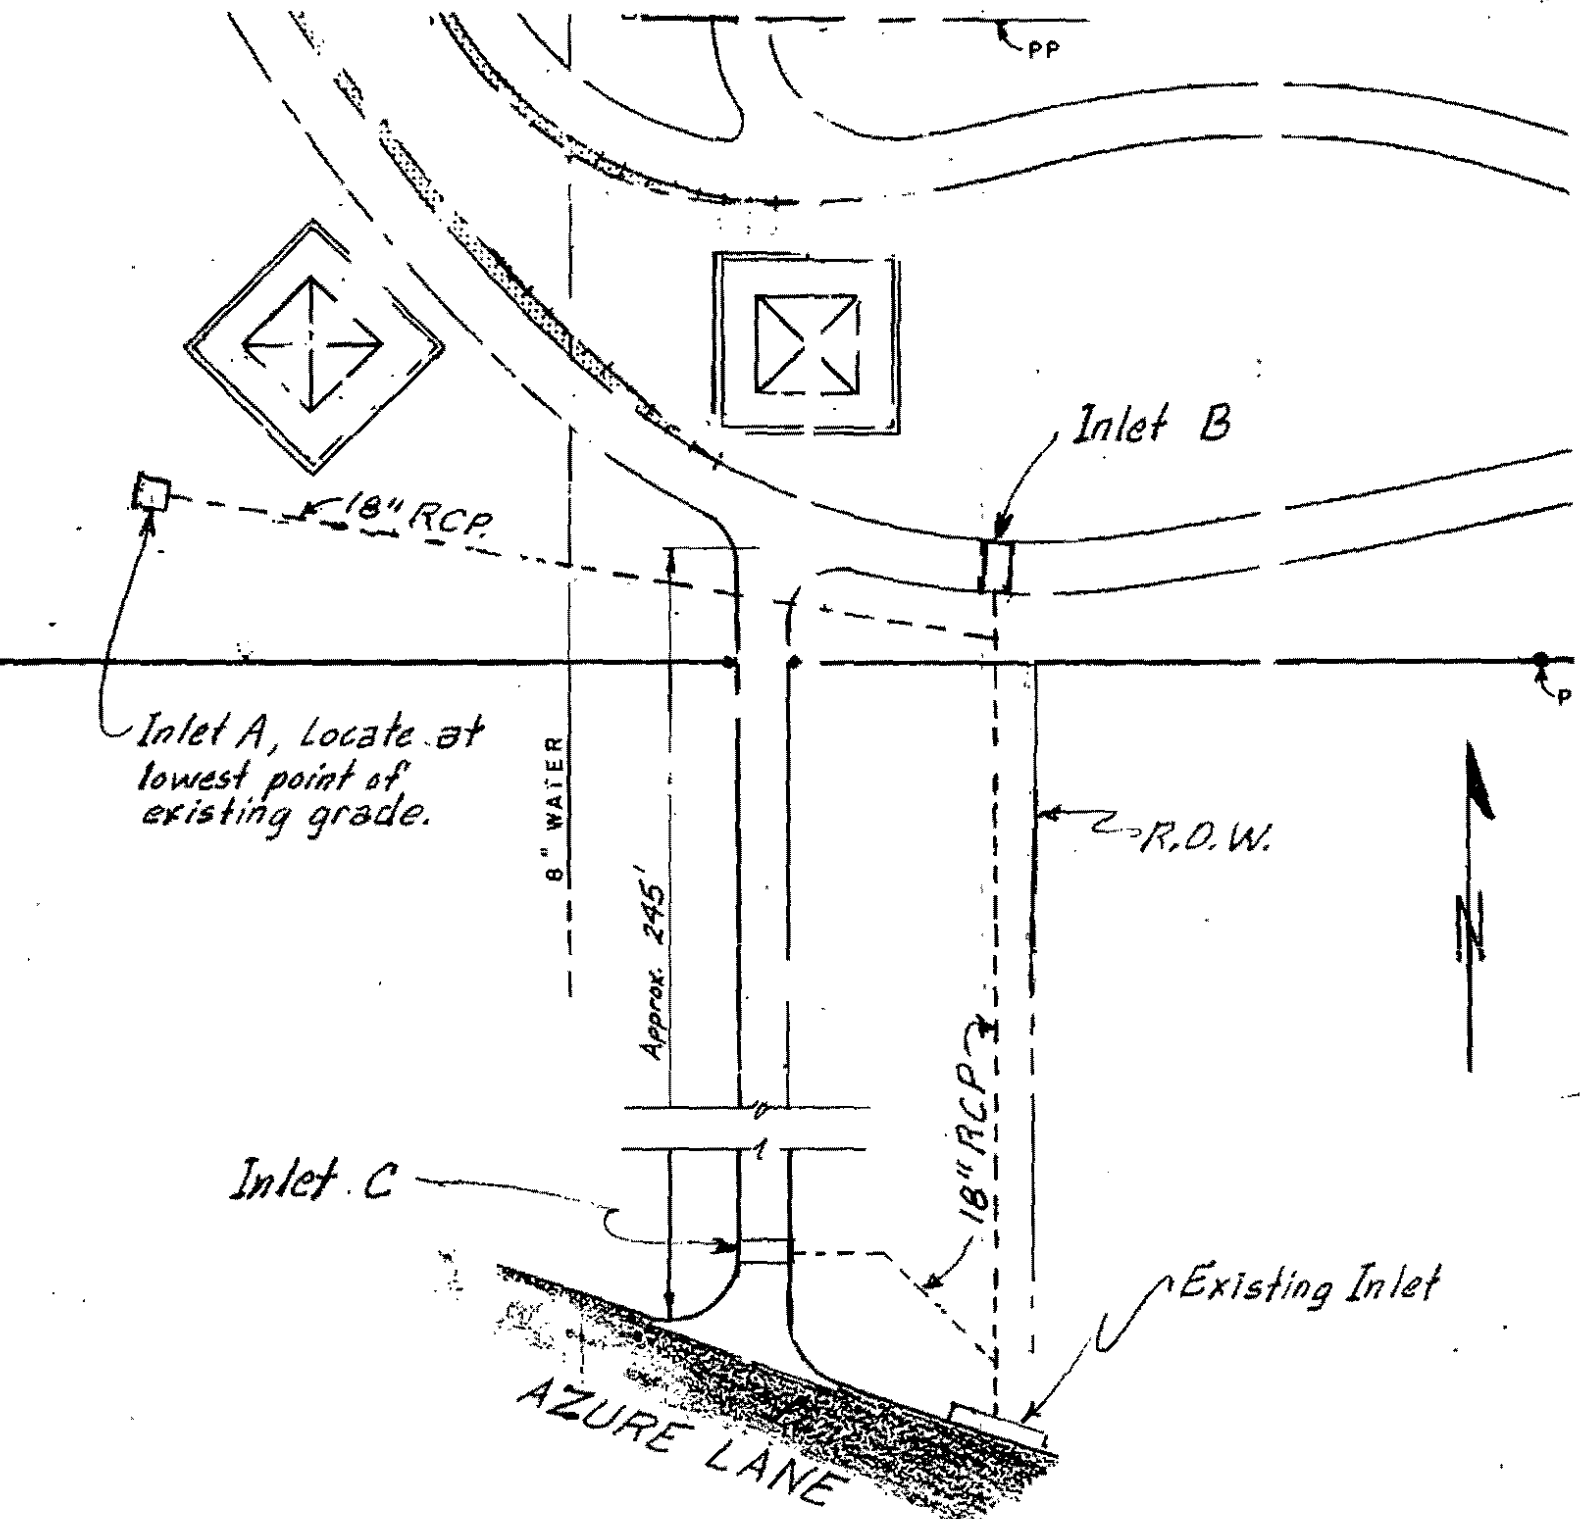 PP
Inlet B
18" RCP.
Inlet A, Locate at
lowest point of
existing grade.
8" WATER
P
R.O.W.
Approx. 245'
N
18" RCP
Inlet C
Existing Inlet
AZURE LANE